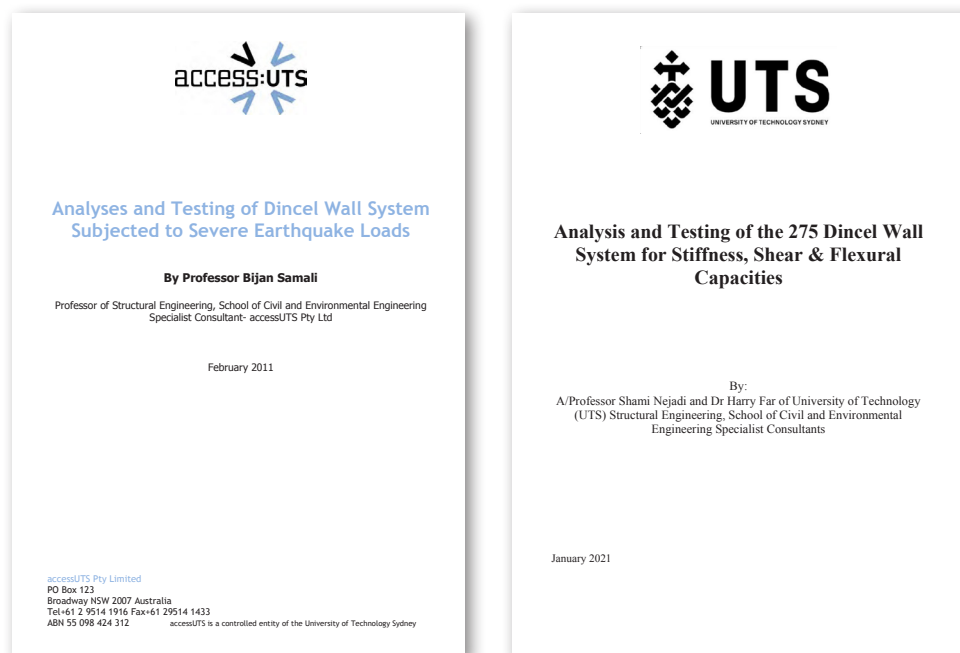 access:UTS
Analyses and Testing of Dincel Wall System
Subjected to Severe Earthquake Loads
By Professor Bijan Samali
Professor of Structural Engineering, School of Civil and Environmental Engineering
Specialist Consultant- accessUTS Pty Ltd
February 2011
accessUTS Pty Limited
PO Box 123
Broadway NSW 2007 Australia
Tel+61 2 9514 1916 Fax+61 29514 1433
ABN 55 098 424 312 accessUTS is a controlled entity of the University of Technology Sydney
UTS
UNIVERSITY OF TECHNOLOGY SYDNEY
Analysis and Testing of the 275 Dincel Wall
System for Stiffness, Shear & Flexural
Capacities
By:
A/Professor Shami Nejadi and Dr Harry Far of University of Technology
(UTS) Structural Engineering, School of Civil and Environmental
Engineering Specialist Consultants
January 2021